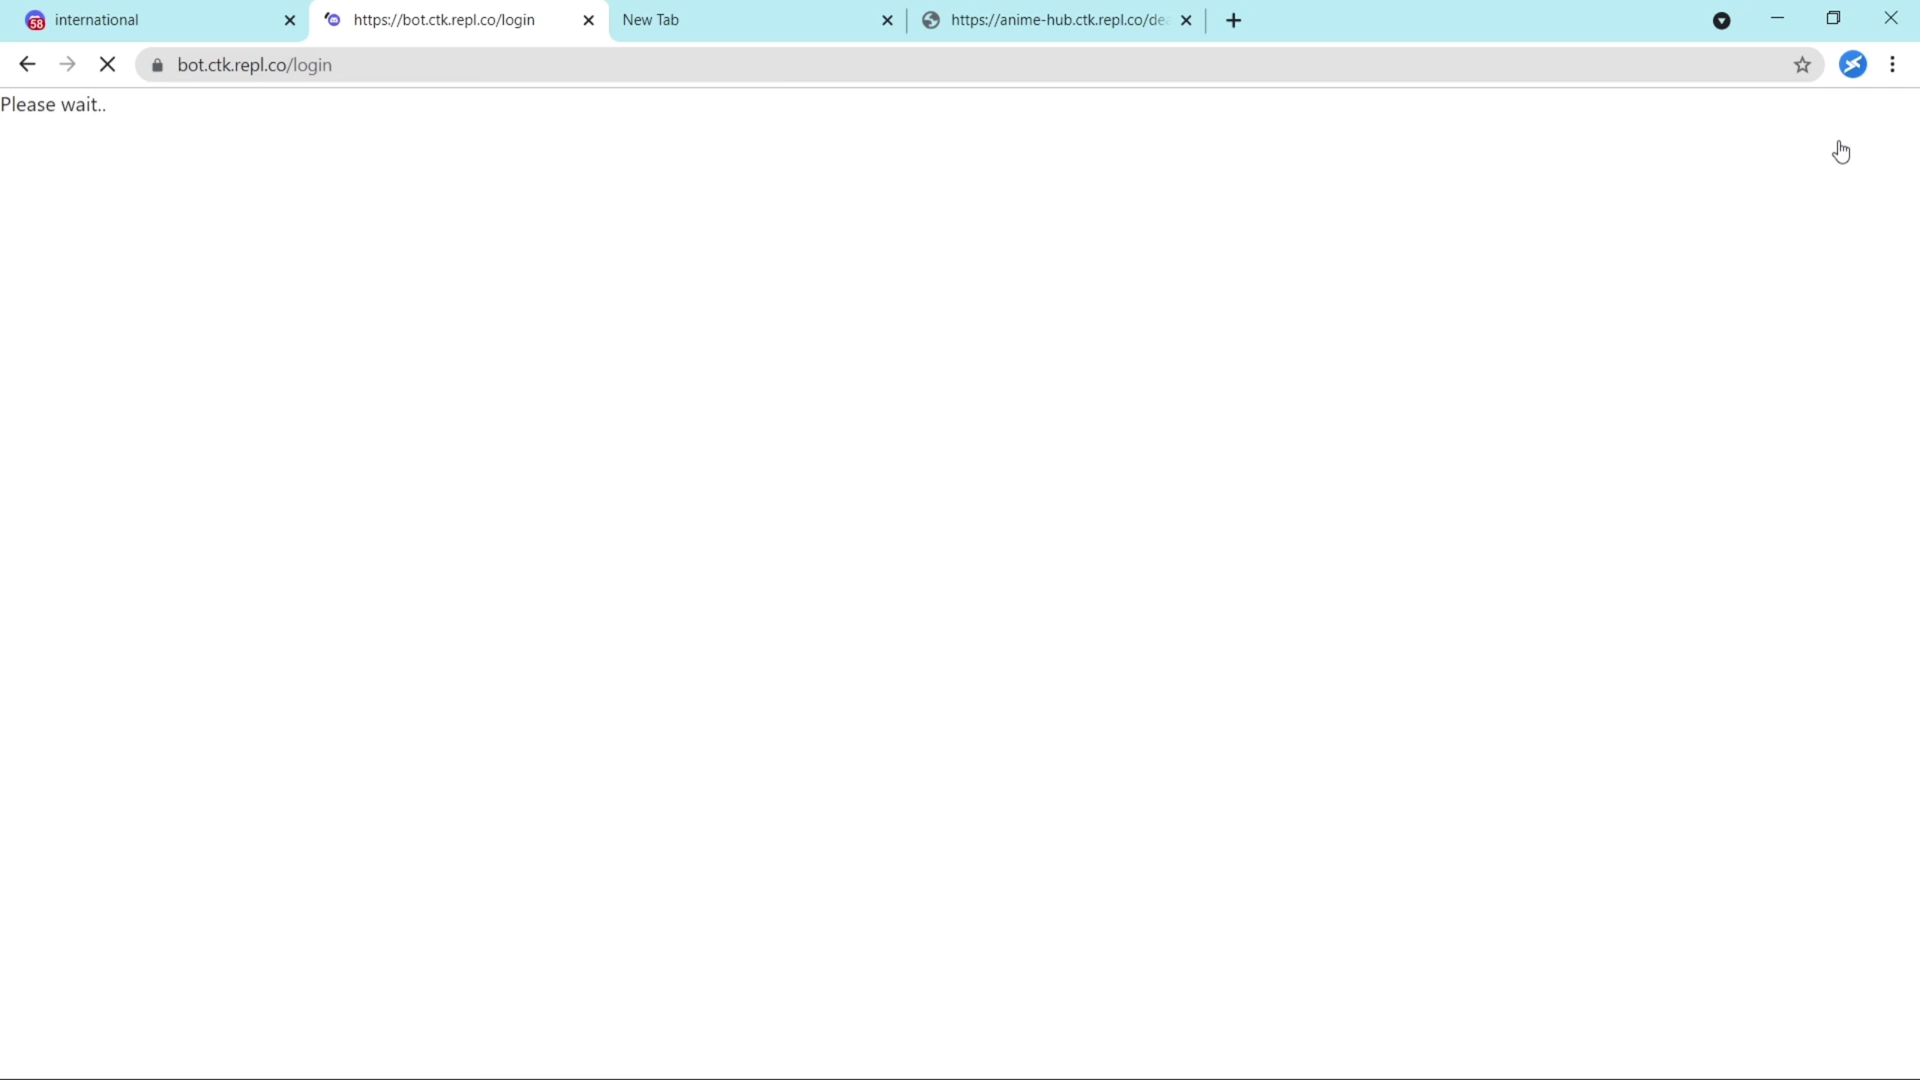 58 international
https://bot.ctk.repl.co/login
New Tab
https://anime-hub.ctk.repl.co/de
bot.ctk.repl.co/login
Please wait..